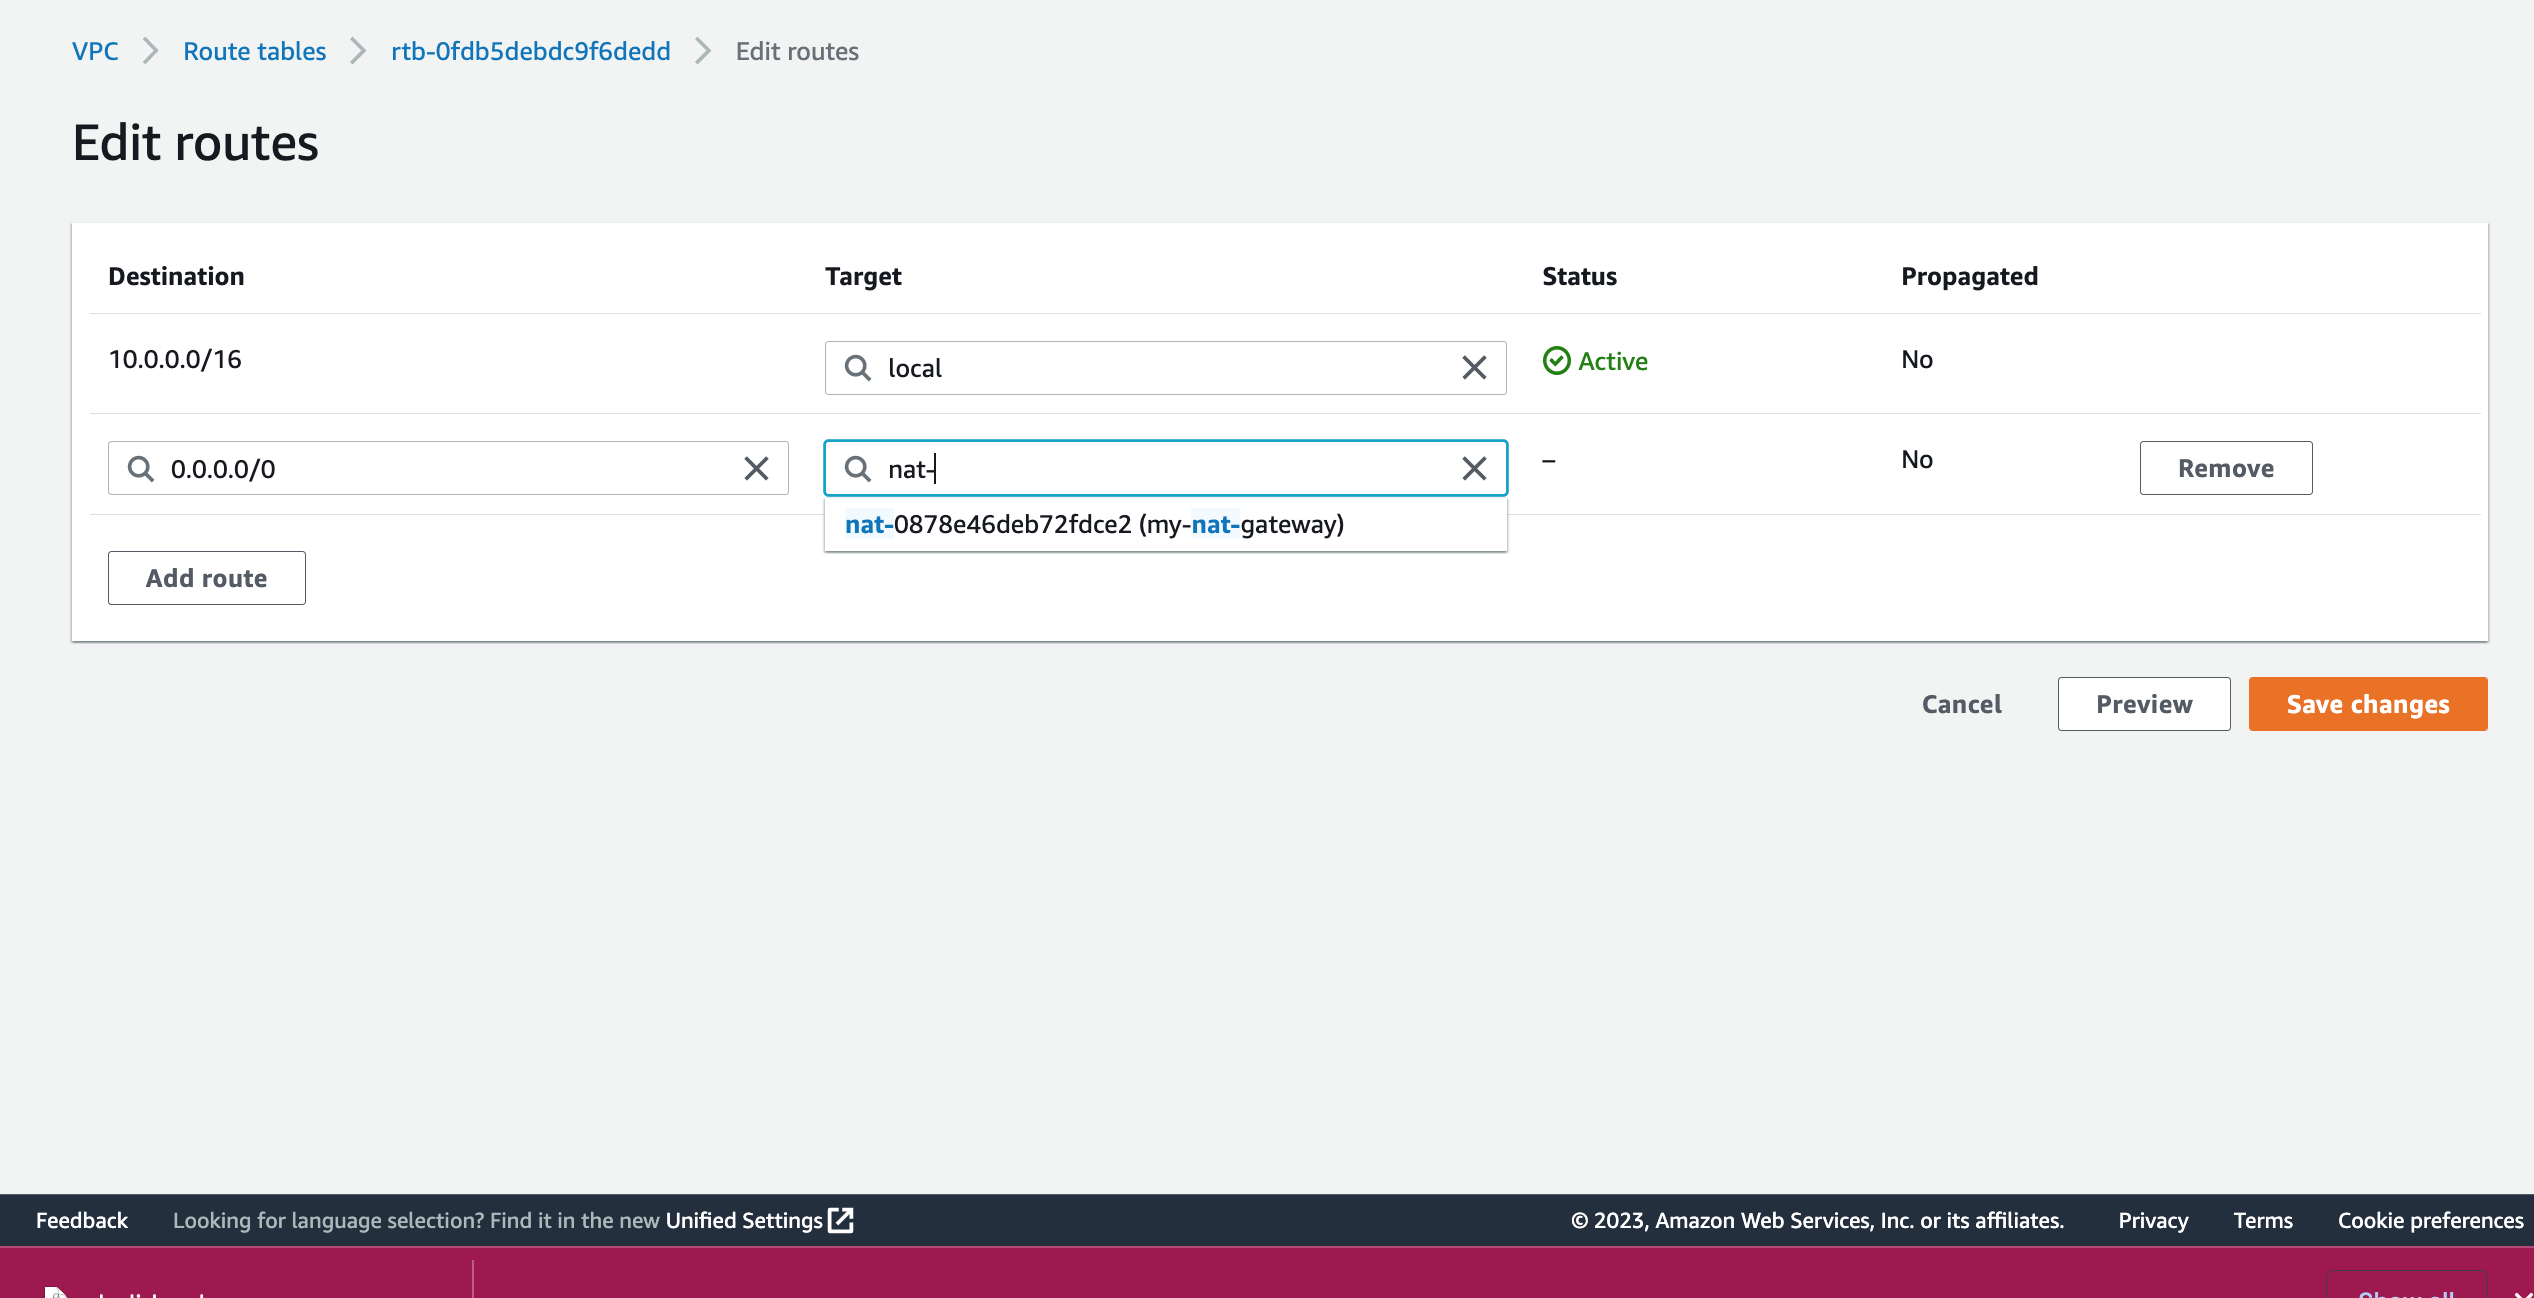 VPC > Route tables > rtb-0fdb5debdc9f6dedd > Edit routes
Edit routes
Destination Target Status Propagated
10.0.0.0/16 local Active No
0.0.0.0/0 nat- – No Remove
nat-0878e46deb72fdce2 (my-nat-gateway)
Add route
Cancel Preview Save changes
Feedback Looking for language selection? Find it in the new Unified Settings © 2023, Amazon Web Services, Inc. or its affiliates. Privacy Terms Cookie preferences
Show all